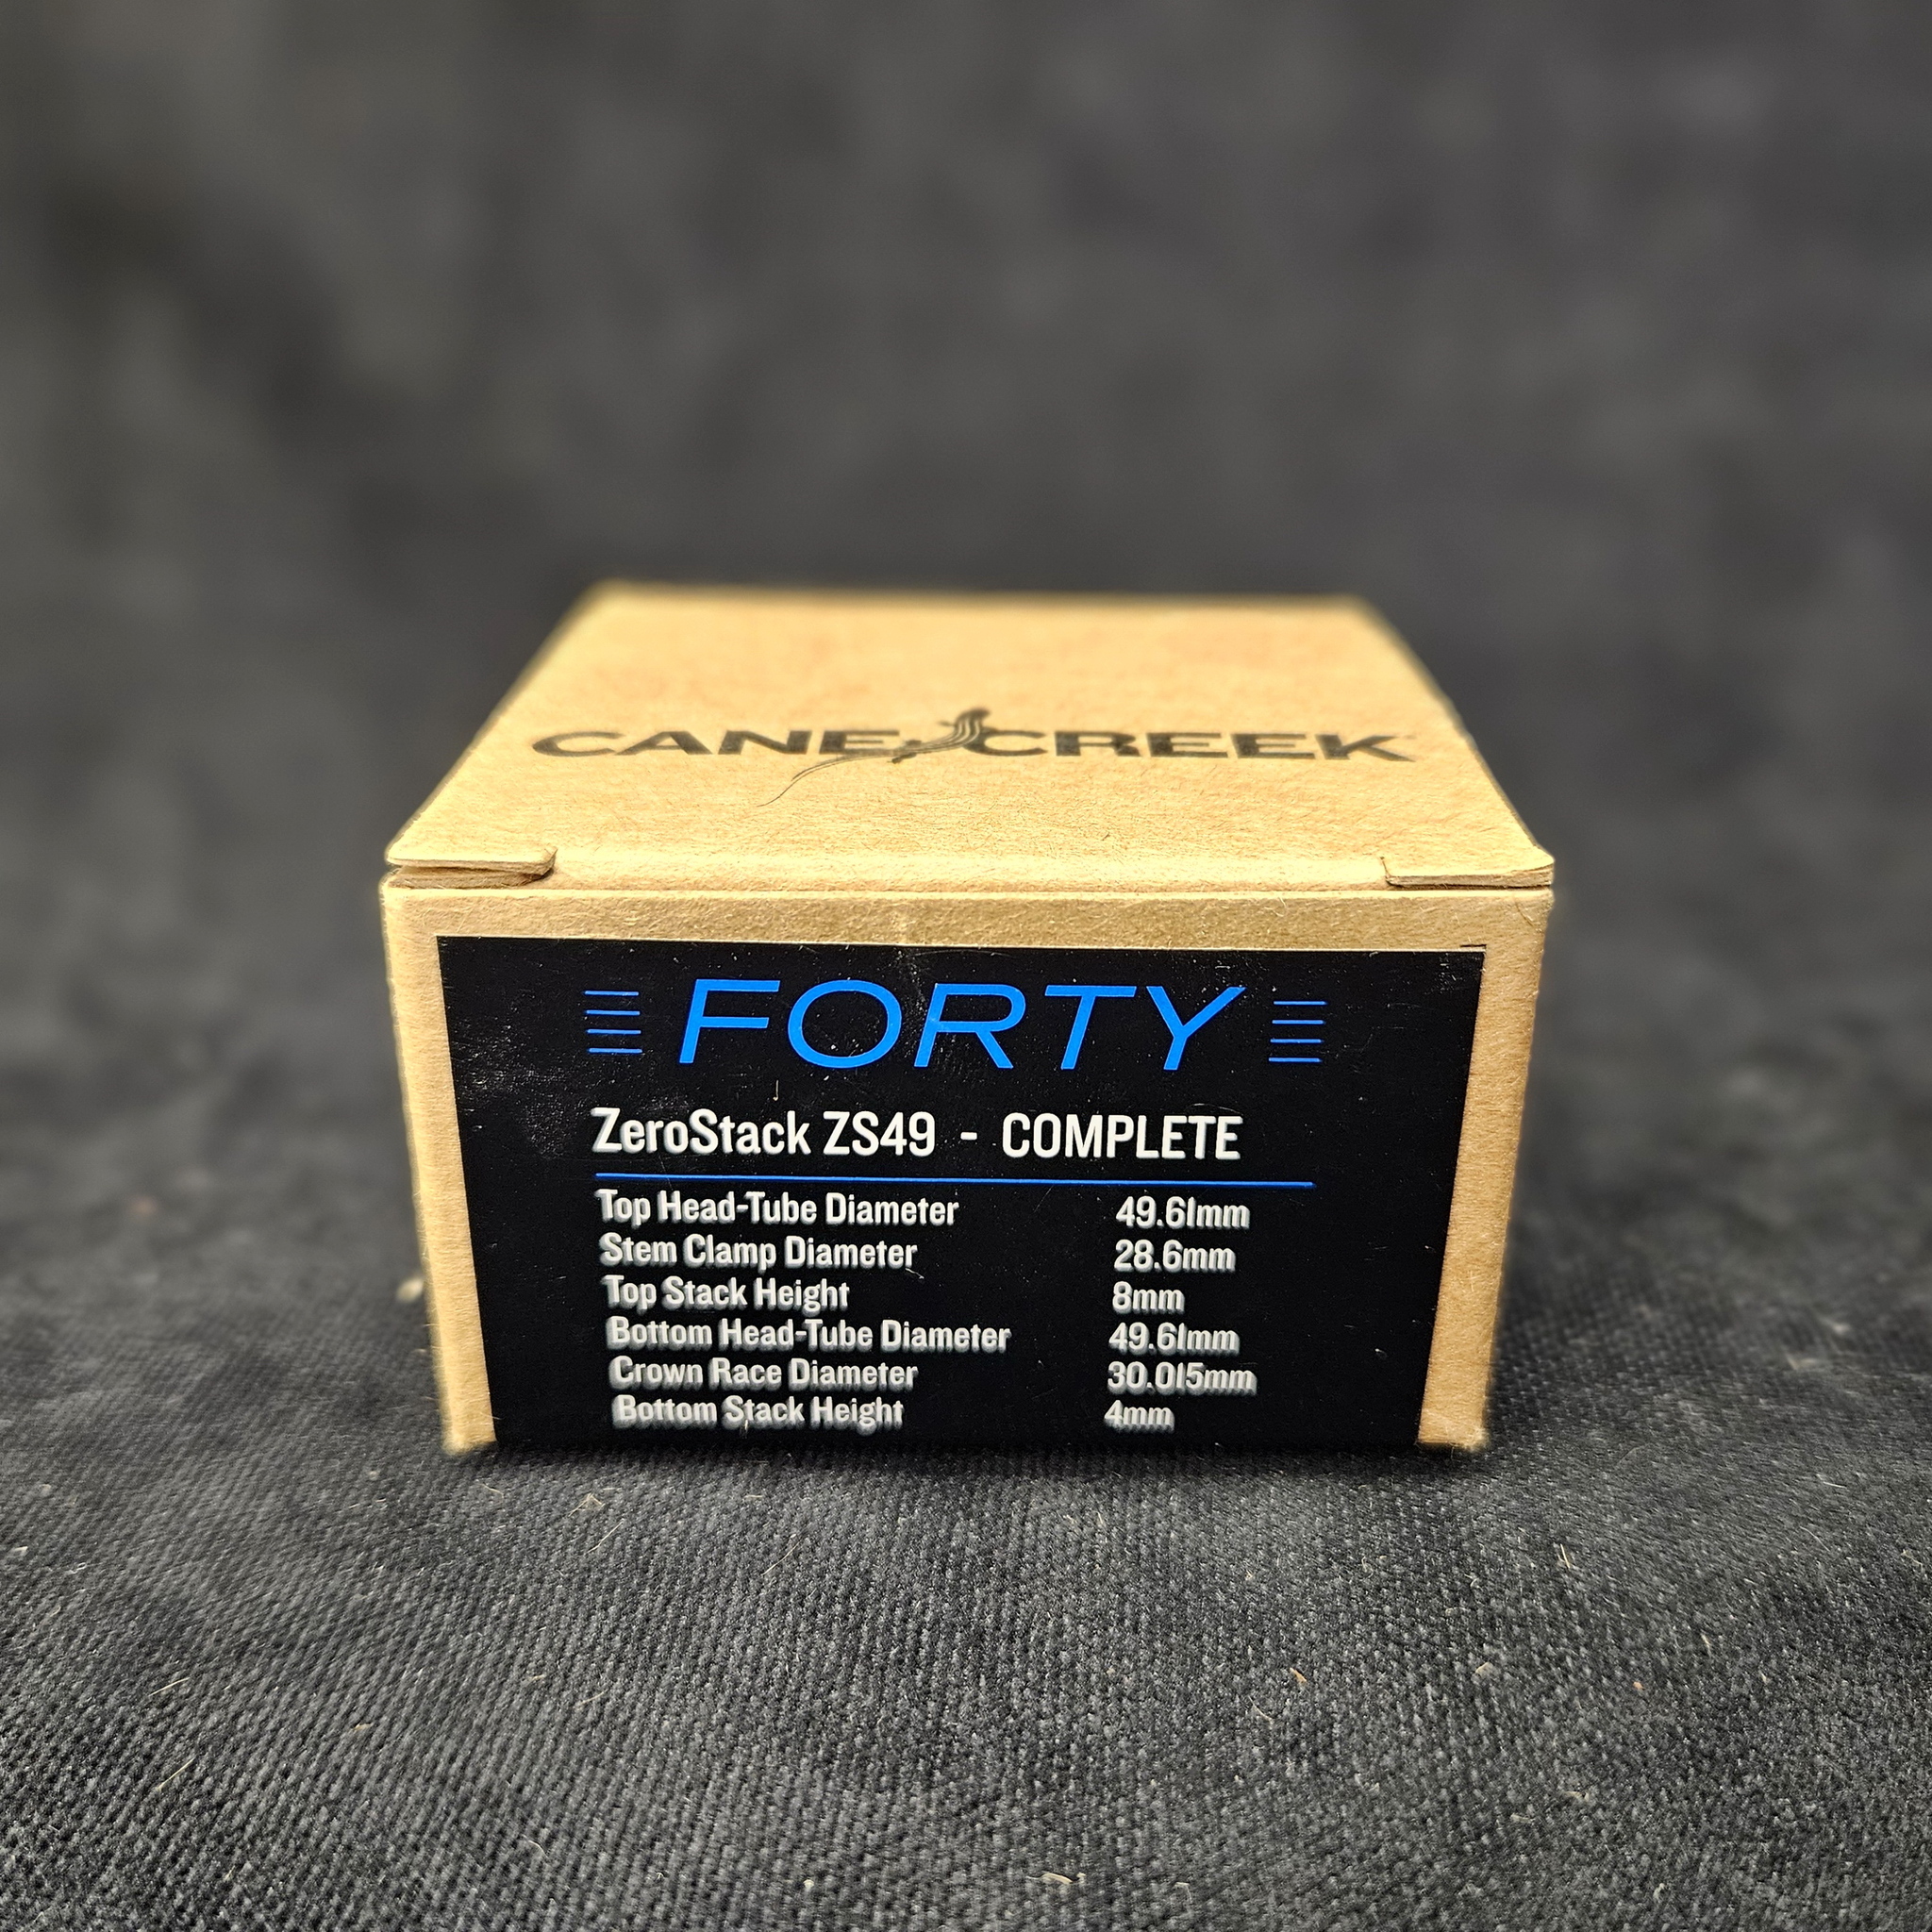 CANE CREEK
FORTY
ZeroStack ZS49 - COMPLETE
Top Head-Tube Diameter 49.61mm
Stem Clamp Diameter 28.6mm
Top Stack Height 8mm
Bottom Head-Tube Diameter 49.61mm
Crown Race Diameter 30.015mm
Bottom Stack Height 4mm